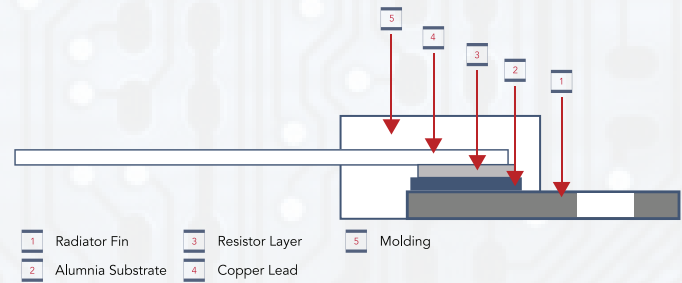 5
4
3
2
1
1 Radiator Fin 3 Resistor Layer 5 Molding
2 Alumnia Substrate 4 Copper Lead